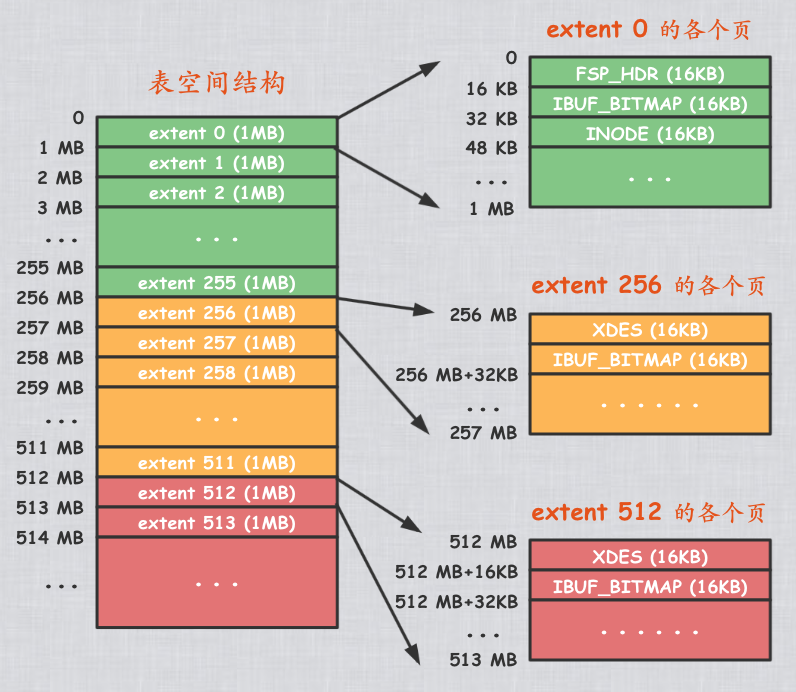 表空间结构
0
extent 0 (1MB)
1 MB
extent 1 (1MB)
2 MB
extent 2 (1MB)
3 MB
...
...
255 MB
extent 255 (1MB)
256 MB
extent 256 (1MB)
257 MB
extent 257 (1MB)
258 MB
extent 258 (1MB)
259 MB
...
...
511 MB
extent 511 (1MB)
512 MB
extent 512 (1MB)
513 MB
extent 513 (1MB)
514 MB
...
...
extent 0 的各个页
0
FSP_HDR (16KB)
16 KB
IBUF_BITMAP (16KB)
32 KB
INODE (16KB)
48 KB
...
...
1 MB
extent 256 的各个页
256 MB
XDES (16KB)
IBUF_BITMAP (16KB)
256 MB+32KB
...
......
257 MB
extent 512 的各个页
512 MB
XDES (16KB)
512 MB+16KB
IBUF_BITMAP (16KB)
512 MB+32KB
...
......
513 MB